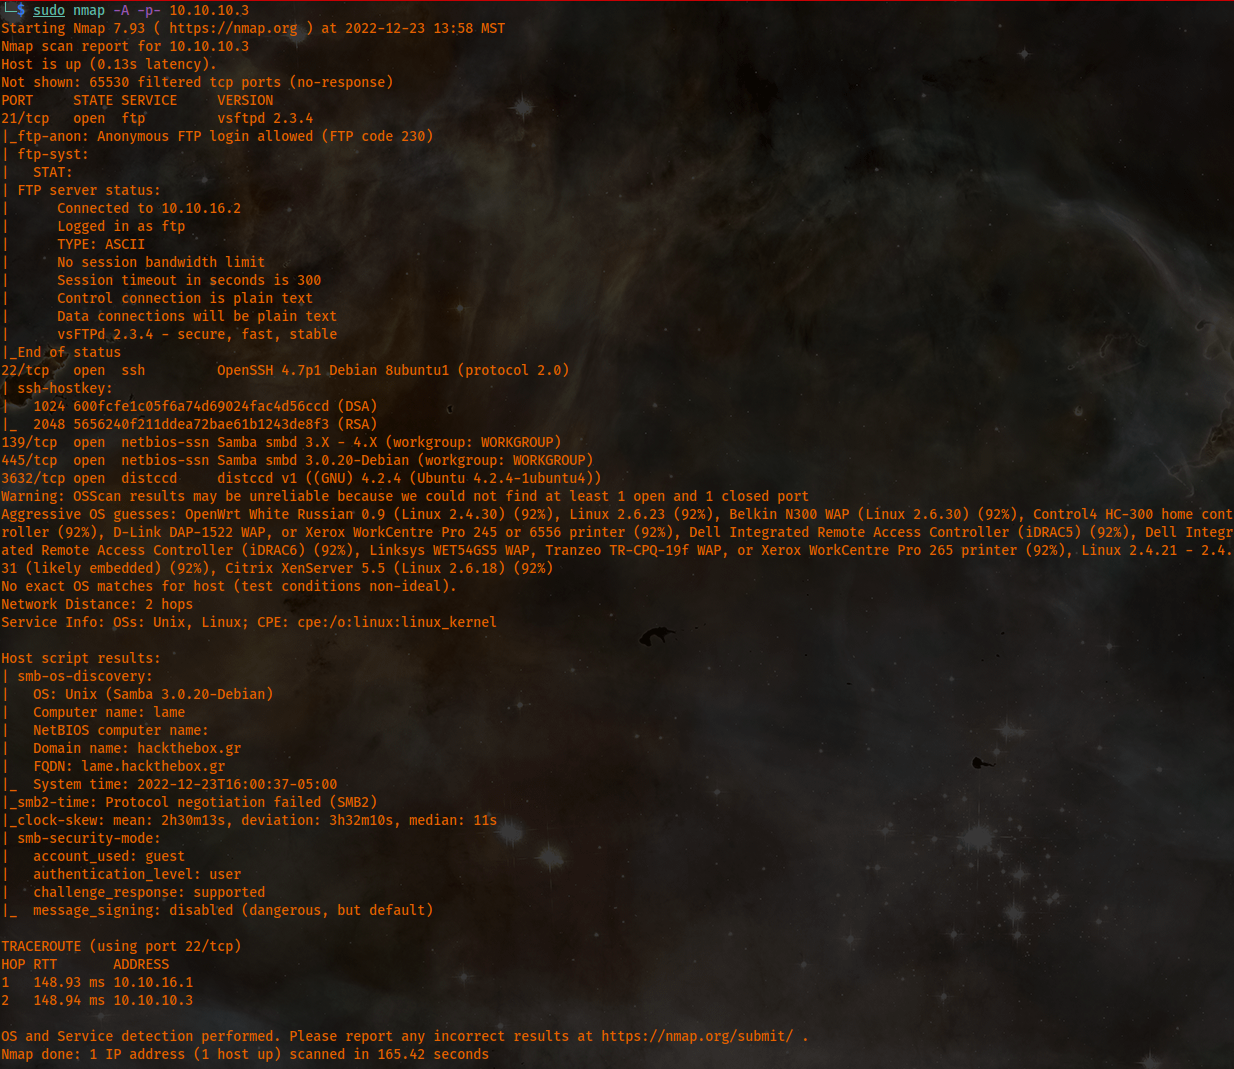 └─$ sudo nmap -A -p- 10.10.10.3
Starting Nmap 7.93 ( https://nmap.org ) at 2022-12-23 13:58 MST
Nmap scan report for 10.10.10.3
Host is up (0.13s latency).
Not shown: 65530 filtered tcp ports (no-response)
PORT     STATE SERVICE     VERSION
21/tcp   open  ftp         vsftpd 2.3.4
|_ftp-anon: Anonymous FTP login allowed (FTP code 230)
| ftp-syst:
|   STAT:
| FTP server status:
|      Connected to 10.10.16.2
|      Logged in as ftp
|      TYPE: ASCII
|      No session bandwidth limit
|      Session timeout in seconds is 300
|      Control connection is plain text
|      Data connections will be plain text
|      vsFTPd 2.3.4 - secure, fast, stable
|_End of status
22/tcp   open  ssh         OpenSSH 4.7p1 Debian 8ubuntu1 (protocol 2.0)
| ssh-hostkey:
|   1024 600fcfe1c05f6a74d69024fac4d56ccd (DSA)
|_  2048 5656240f211ddea72bae61b1243de8f3 (RSA)
139/tcp  open  netbios-ssn Samba smbd 3.X - 4.X (workgroup: WORKGROUP)
445/tcp  open  netbios-ssn Samba smbd 3.0.20-Debian (workgroup: WORKGROUP)
3632/tcp open  distccd     distccd v1 ((GNU) 4.2.4 (Ubuntu 4.2.4-1ubuntu4))
Warning: OSScan results may be unreliable because we could not find at least 1 open and 1 closed port
Aggressive OS guesses: OpenWrt White Russian 0.9 (Linux 2.4.30) (92%), Linux 2.6.23 (92%), Belkin N300 WAP (Linux 2.6.30) (92%), Control4 HC-300 home cont
roller (92%), D-Link DAP-1522 WAP, or Xerox WorkCentre Pro 245 or 6556 printer (92%), Dell Integrated Remote Access Controller (iDRAC5) (92%), Dell Integr
ated Remote Access Controller (iDRAC6) (92%), Linksys WET54GS5 WAP, Tranzeo TR-CPQ-19f WAP, or Xerox WorkCentre Pro 265 printer (92%), Linux 2.4.21 - 2.4.
31 (likely embedded) (92%), Citrix XenServer 5.5 (Linux 2.6.18) (92%)
No exact OS matches for host (test conditions non-ideal).
Network Distance: 2 hops
Service Info: OSs: Unix, Linux; CPE: cpe:/o:linux:linux_kernel

Host script results:
| smb-os-discovery:
|   OS: Unix (Samba 3.0.20-Debian)
|   Computer name: lame
|   NetBIOS computer name:
|   Domain name: hackthebox.gr
|   FQDN: lame.hackthebox.gr
|_  System time: 2022-12-23T16:00:37-05:00
|_smb2-time: Protocol negotiation failed (SMB2)
|_clock-skew: mean: 2h30m13s, deviation: 3h32m10s, median: 11s
| smb-security-mode:
|   account_used: guest
|   authentication_level: user
|   challenge_response: supported
|_  message_signing: disabled (dangerous, but default)

TRACEROUTE (using port 22/tcp)
HOP RTT       ADDRESS
1   148.93 ms 10.10.16.1
2   148.94 ms 10.10.10.3

OS and Service detection performed. Please report any incorrect results at https://nmap.org/submit/ .
Nmap done: 1 IP address (1 host up) scanned in 165.42 seconds